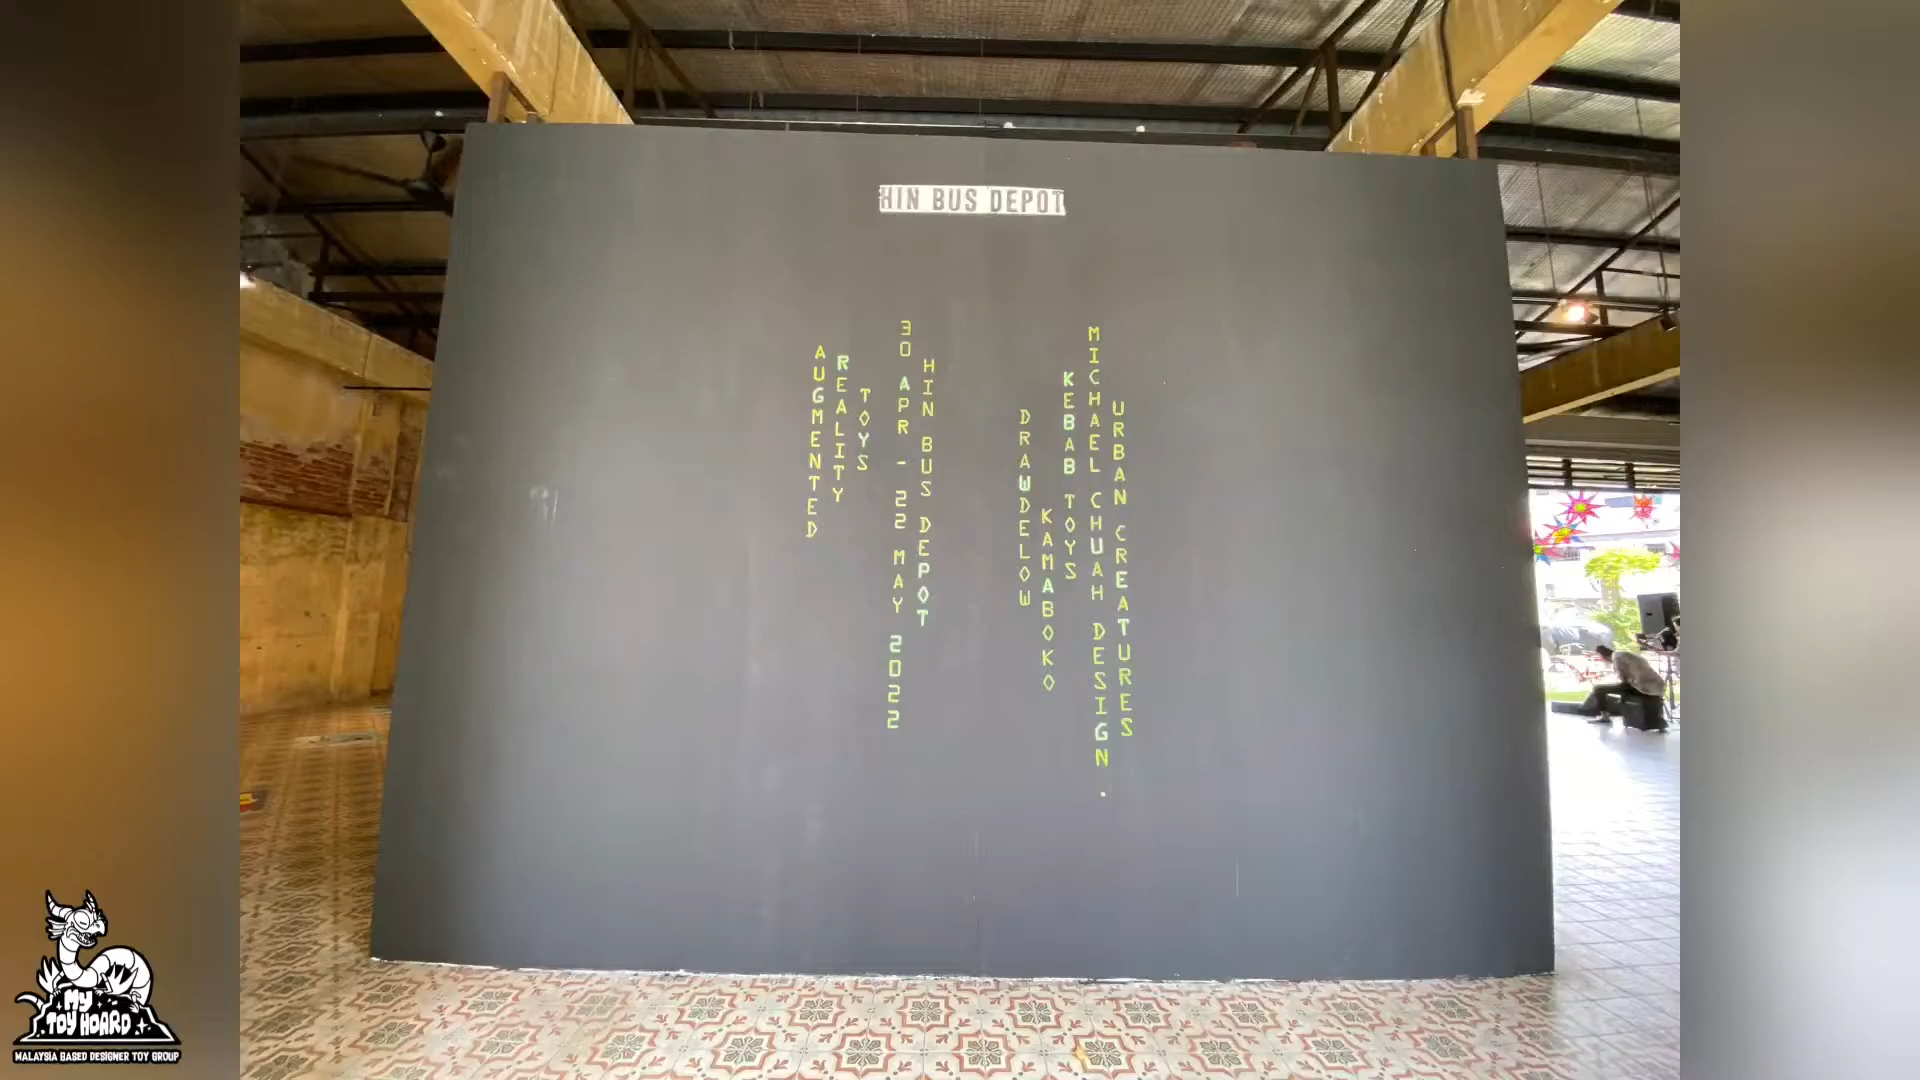 HIN BUS DEPOT
AUGMENTED
REALITY
TOYS
30 APR - 22 MAY 2022
HIN BUS DEPOT
DRAWDELOW
KAMABOKO
KEBAB TOYS
MICHAEL CHUAH DESIGN.
URBAN CREATURES
MY
TOY HOARD
MALAYSIA BASED DESIGNER TOY GROUP